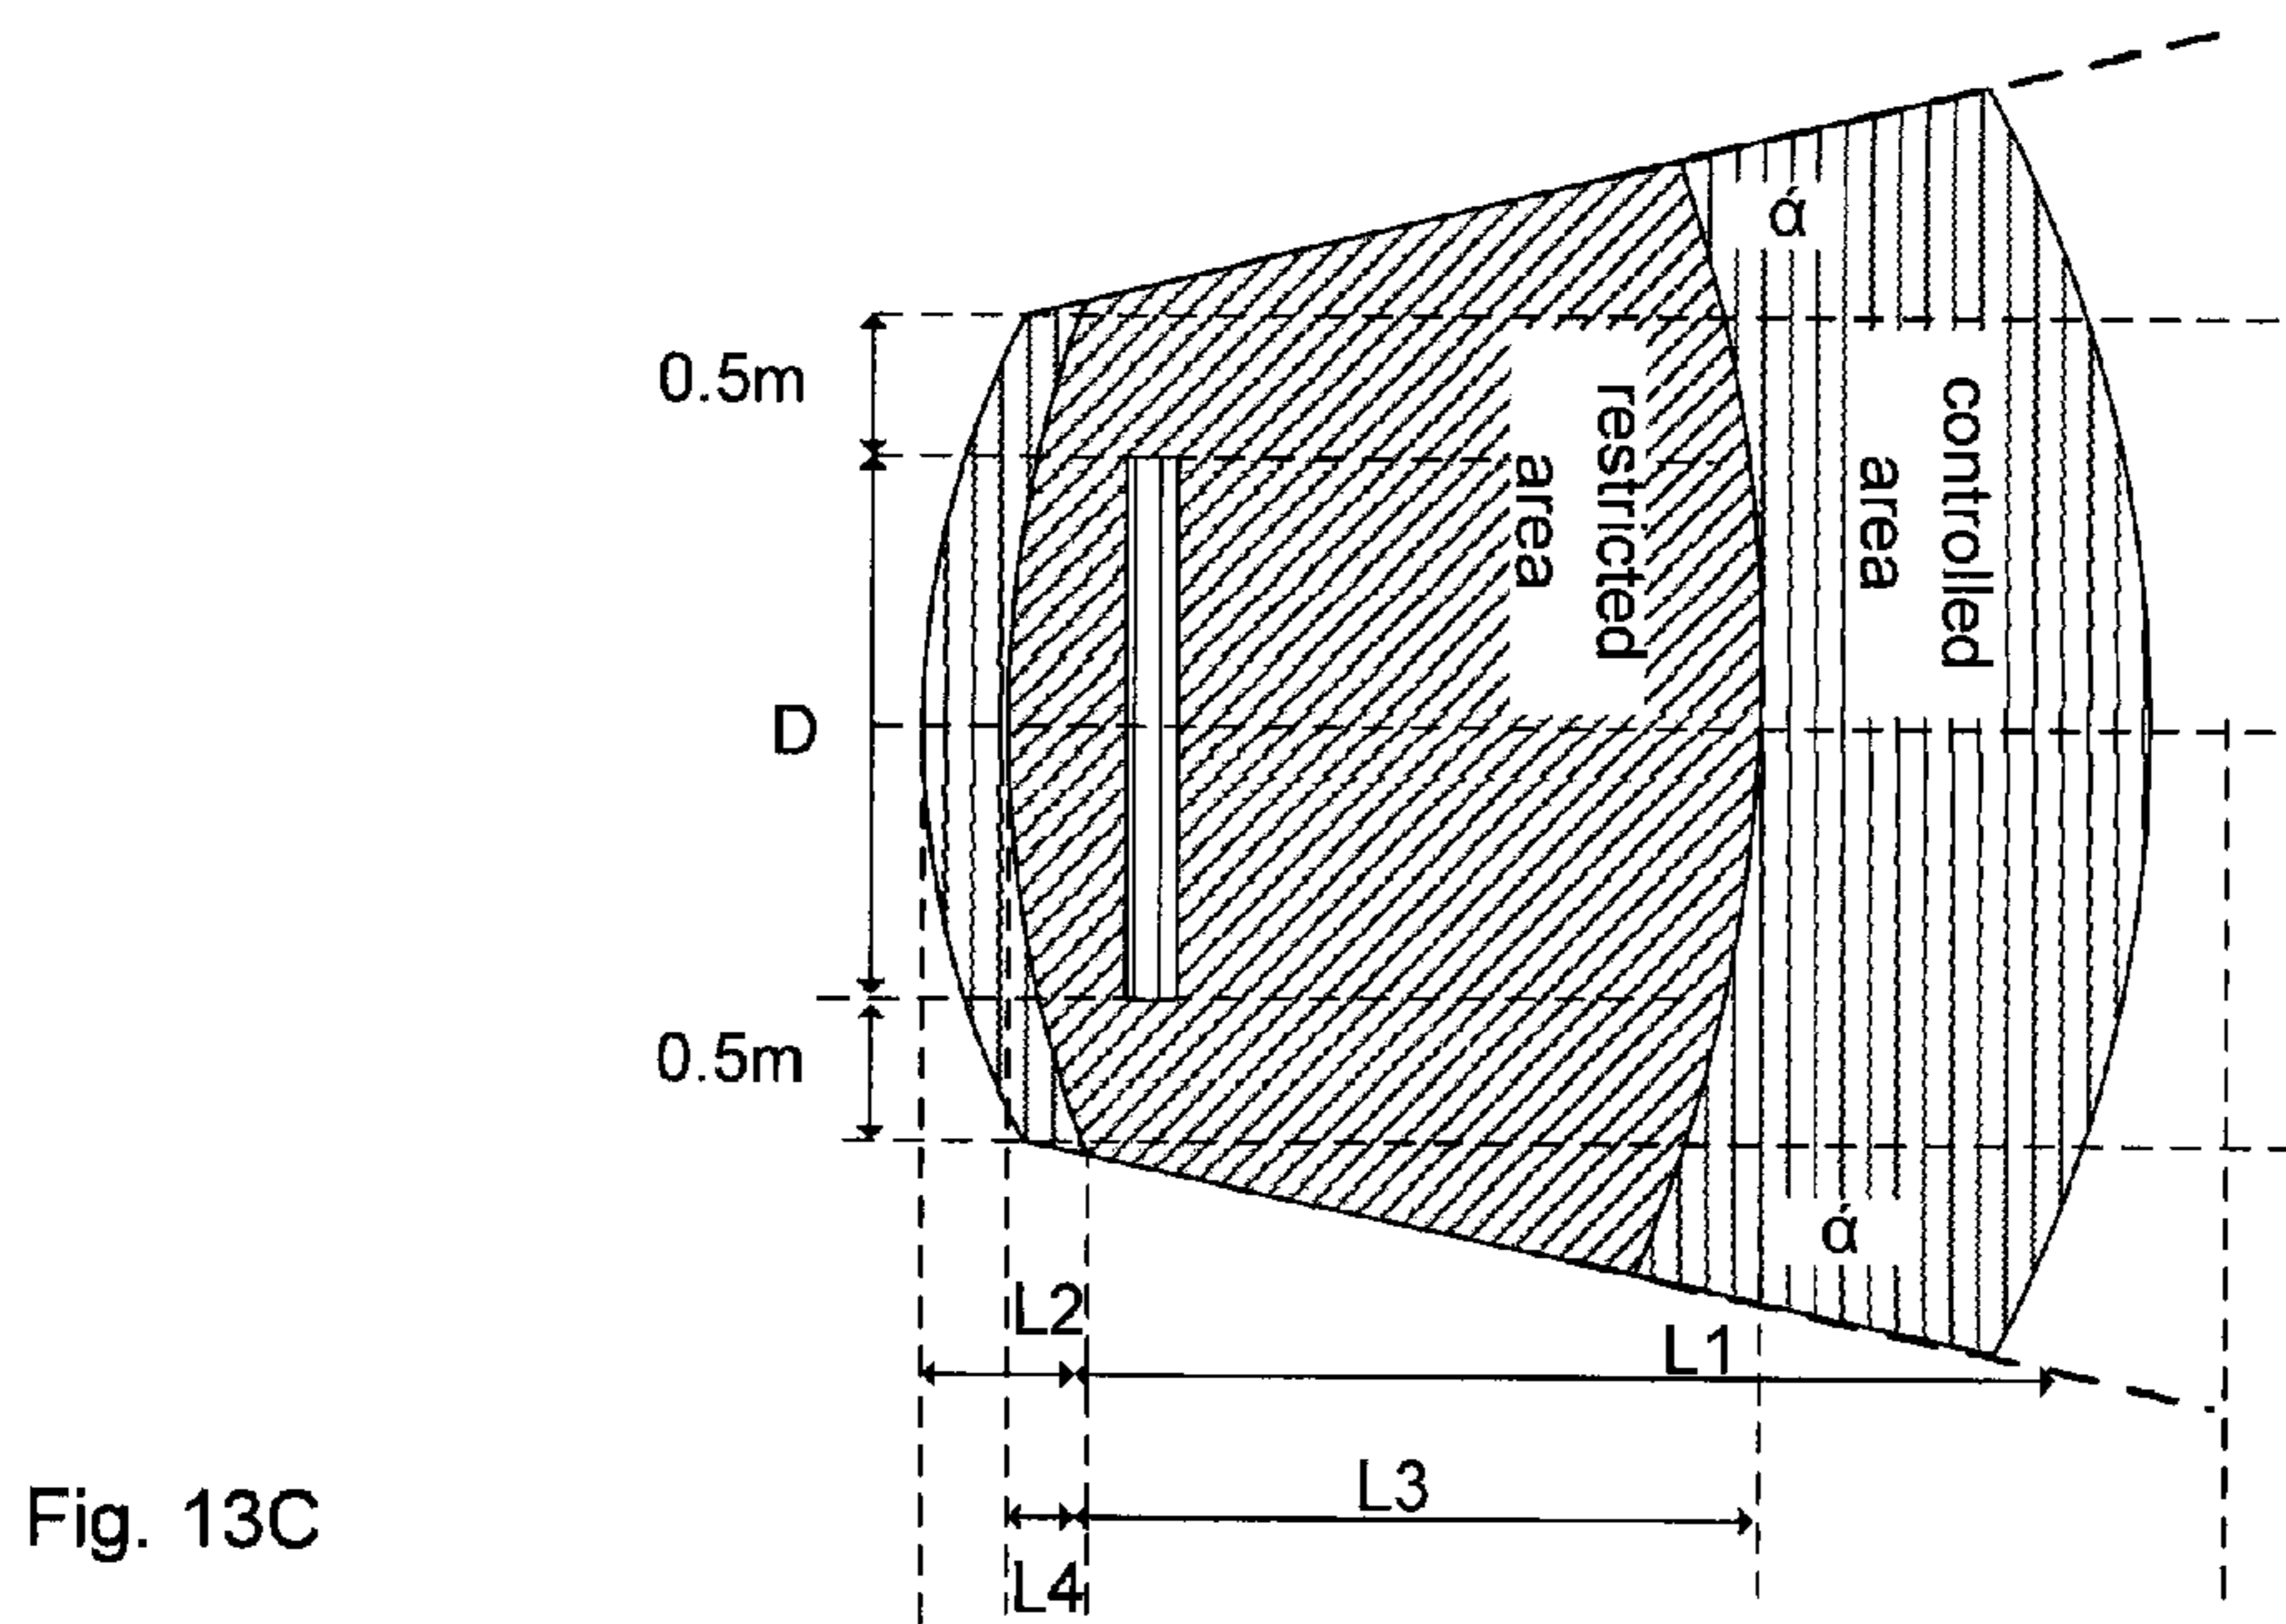 ά
0.5m
restricted
area
controlled
area
D
0.5m
ά
L2
L1
L3
L4
Fig. 13C